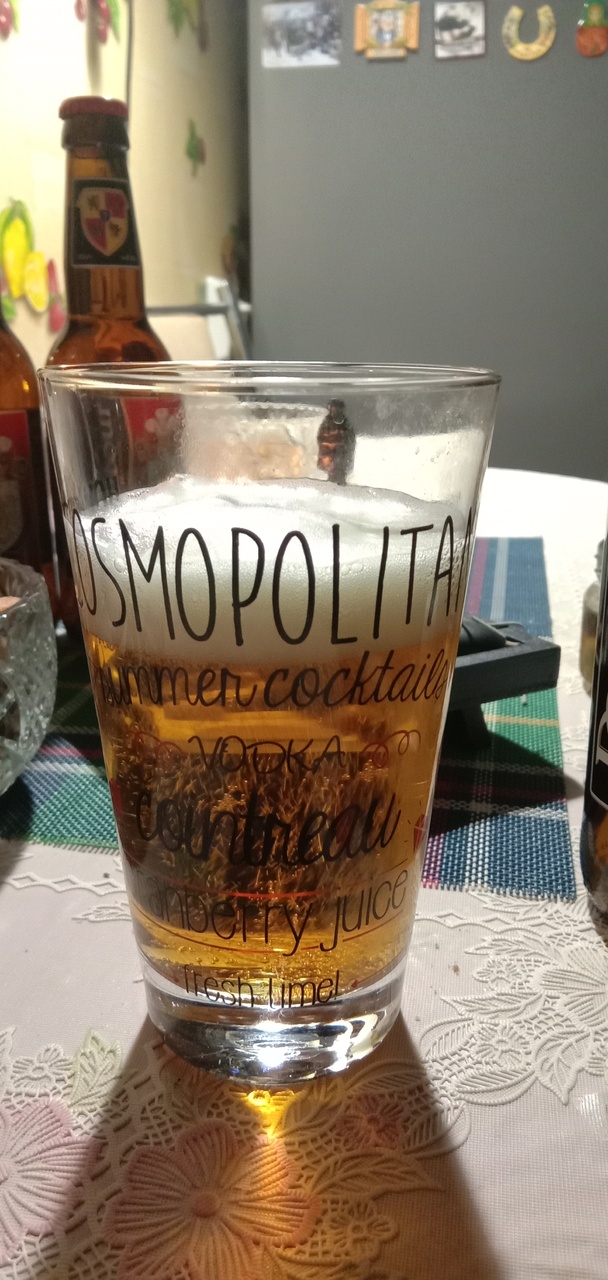 COSMOPOLITAN
summer cocktails
VODKA
cointreau
cranberry juice
fresh lime!